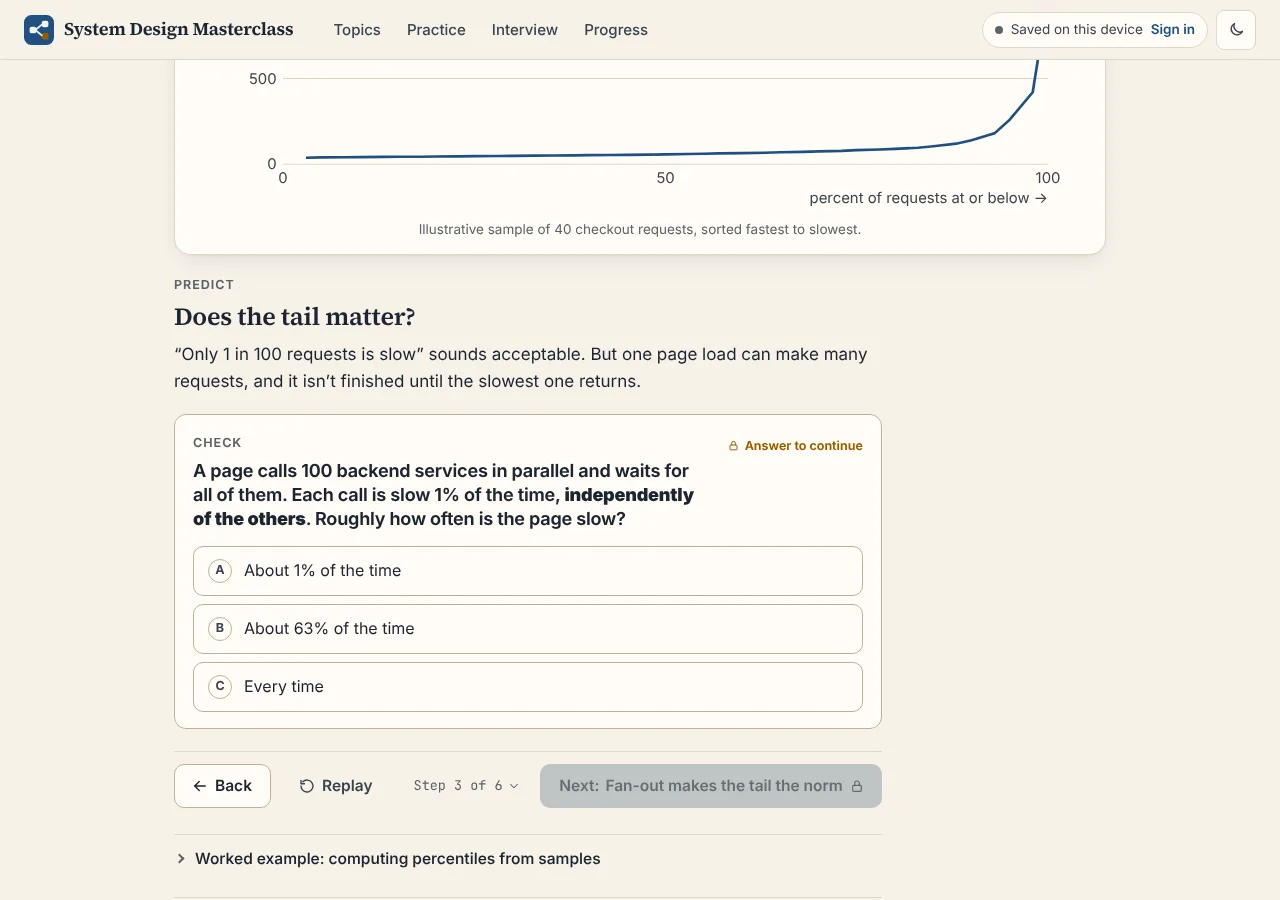 System Design Masterclass
Topics
Practice
Interview
Progress
Saved on this device
Sign in
500
0
0
50
100
percent of requests at or below →
Illustrative sample of 40 checkout requests, sorted fastest to slowest.
PREDICT
Does the tail matter?
“Only 1 in 100 requests is slow” sounds acceptable. But one page load can make many
requests, and it isn’t finished until the slowest one returns.
CHECK
Answer to continue
A page calls 100 backend services in parallel and waits for
all of them. Each call is slow 1% of the time, independently
of the others. Roughly how often is the page slow?
A About 1% of the time
B About 63% of the time
C Every time
← Back
Replay
Step 3 of 6
Next: Fan-out makes the tail the norm
Worked example: computing percentiles from samples